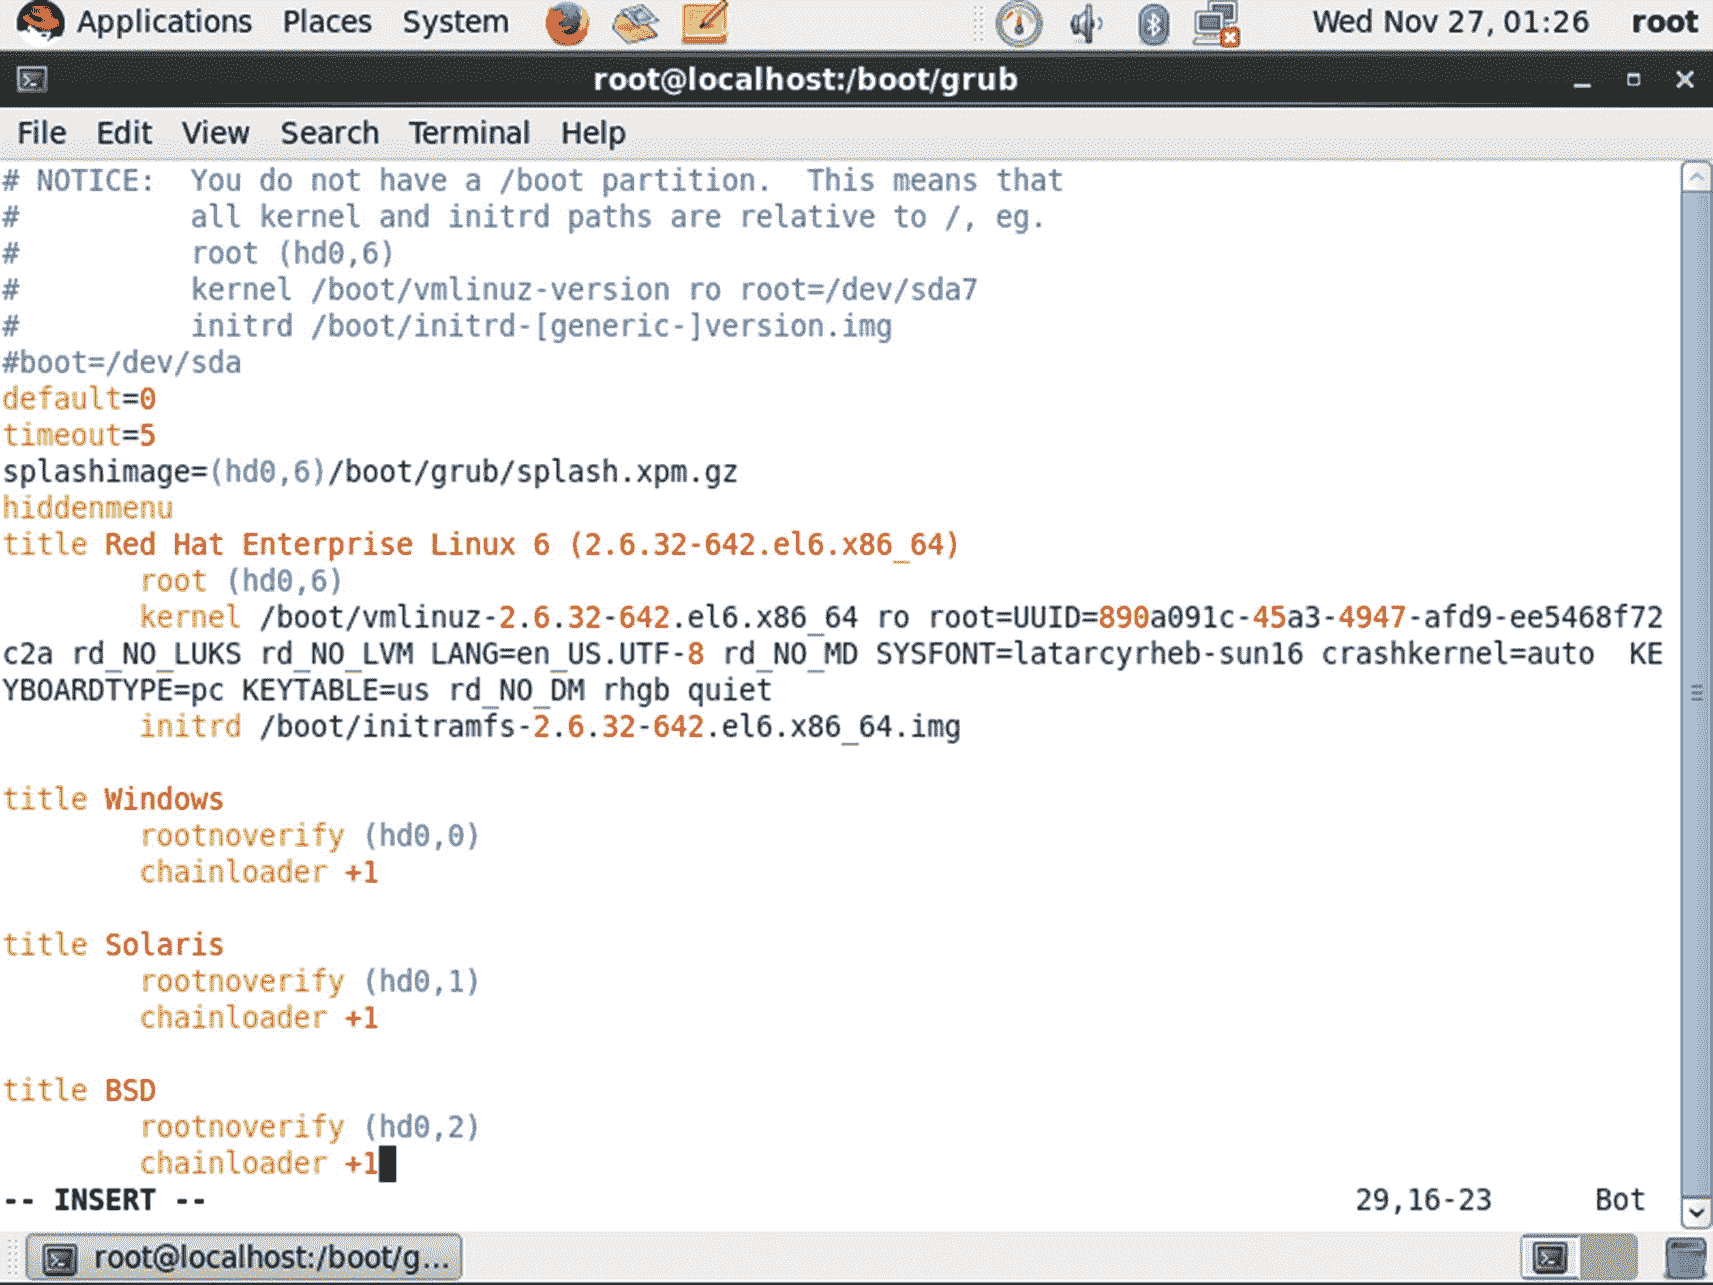 Applications Places System Wed Nov 27, 01:26 root
root@localhost:/boot/grub
File Edit View Search Terminal Help
# NOTICE:  You do not have a /boot partition.  This means that
#          all kernel and initrd paths are relative to /, eg.
#          root (hd0,6)
#          kernel /boot/vmlinuz-version ro root=/dev/sda7
#          initrd /boot/initrd-[generic-]version.img
#boot=/dev/sda
default=0
timeout=5
splashimage=(hd0,6)/boot/grub/splash.xpm.gz
hiddenmenu
title Red Hat Enterprise Linux 6 (2.6.32-642.el6.x86_64)
        root (hd0,6)
        kernel /boot/vmlinuz-2.6.32-642.el6.x86_64 ro root=UUID=890a091c-45a3-4947-afd9-ee5468f72
c2a rd_NO_LUKS rd_NO_LVM LANG=en_US.UTF-8 rd_NO_MD SYSFONT=latarcyrheb-sun16 crashkernel=auto  KE
YBOARDTYPE=pc KEYTABLE=us rd_NO_DM rhgb quiet
        initrd /boot/initramfs-2.6.32-642.el6.x86_64.img
title Windows
        rootnoverify (hd0,0)
        chainloader +1
title Solaris
        rootnoverify (hd0,1)
        chainloader +1
title BSD
        rootnoverify (hd0,2)
        chainloader +1
-- INSERT -- 29,16-23 Bot
root@localhost:/boot/g...